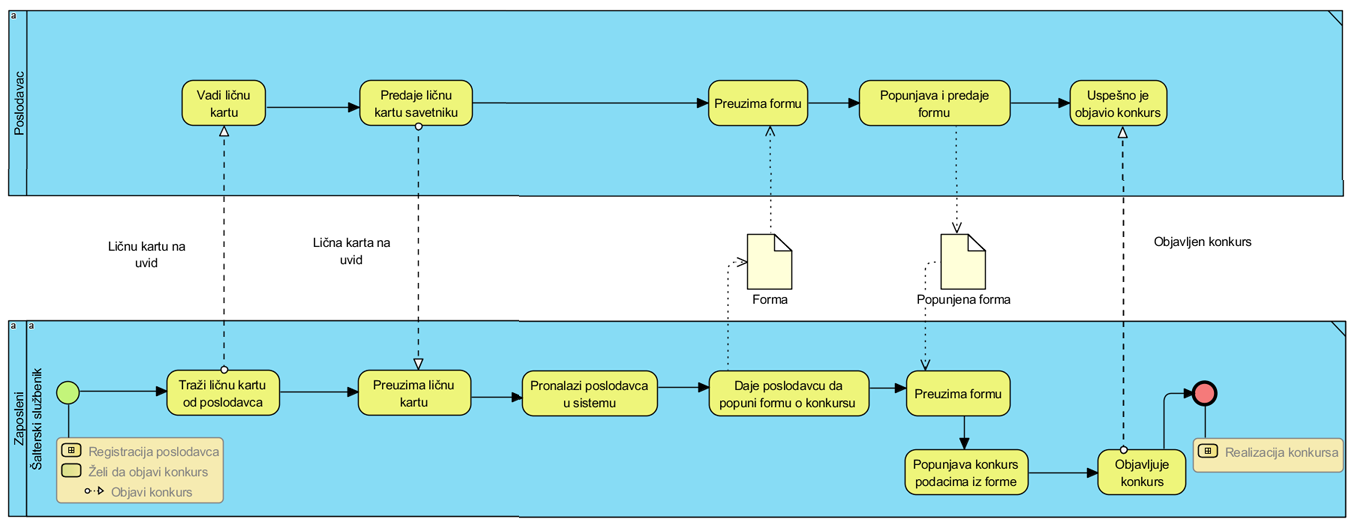 a
Poslodavac
Vadi ličnu
kartu
Predaje ličnu
kartu savetniku
Preuzima formu
Popunjava i predaje
formu
Uspešno je
objavio konkurs
Ličnu kartu na
uvid
Lična karta na
uvid
Forma
Popunjena forma
Objavljen konkurs
a
a
Zaposleni
Šalterski službenik
Traži ličnu kartu
od poslodavca
Preuzima ličnu
kartu
Pronalazi poslodavca
u sistemu
Daje poslodavcu da
popuni formu o konkursu
Preuzima formu
Popunjava konkurs
podacima iz forme
Objavljuje
konkurs
Registracija poslodavca
Želi da objavi konkurs
Objavi konkurs
Realizacija konkursa